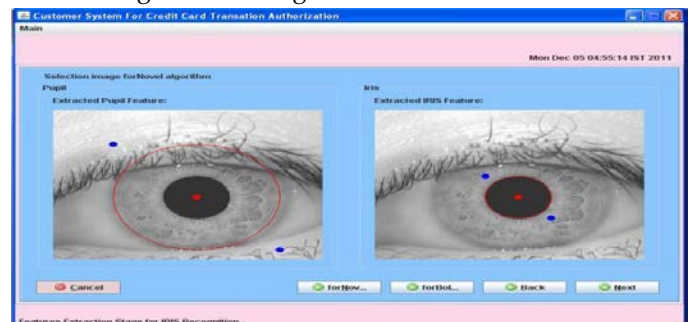 Customer System For Credit Card Transation Authorization
Main
Mon Dec 05 04:55:14 IST 2011
Selection image forNovel algorithm
Pupil
Iris
Extracted Pupil Feature:
Extracted IRIS Feature:
Cancel
forNov...
forDol...
Back
Next
Features Extraction Stage for IRIS Recognition